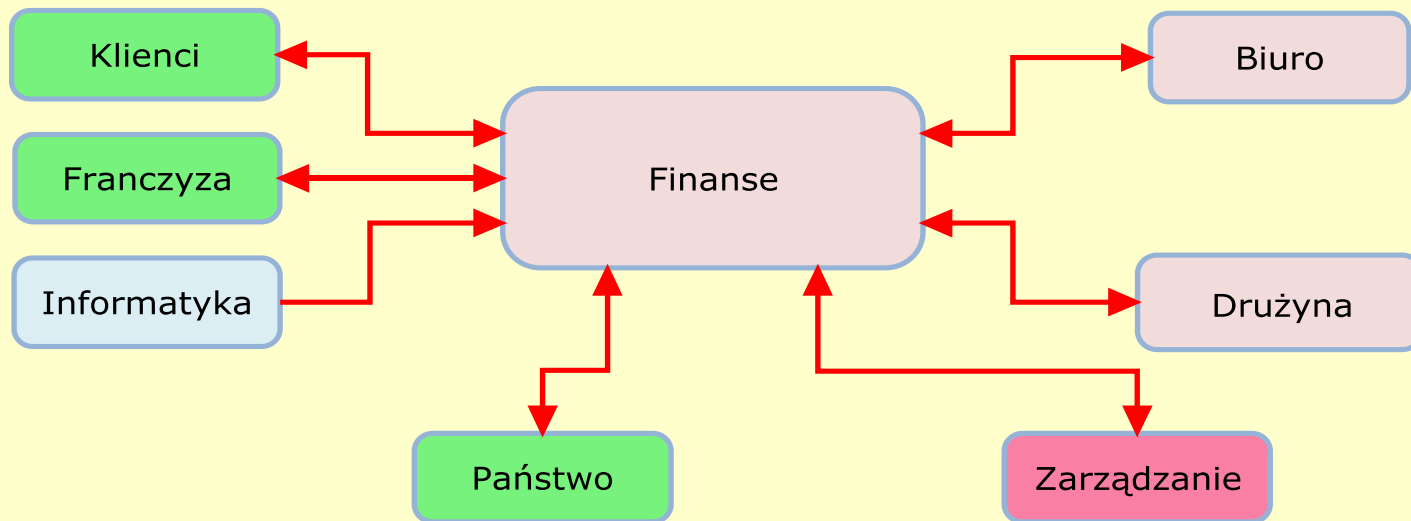 Klienci
Biuro
Franczyza
Finanse
Informatyka
Drużyna
Państwo
Zarządzanie